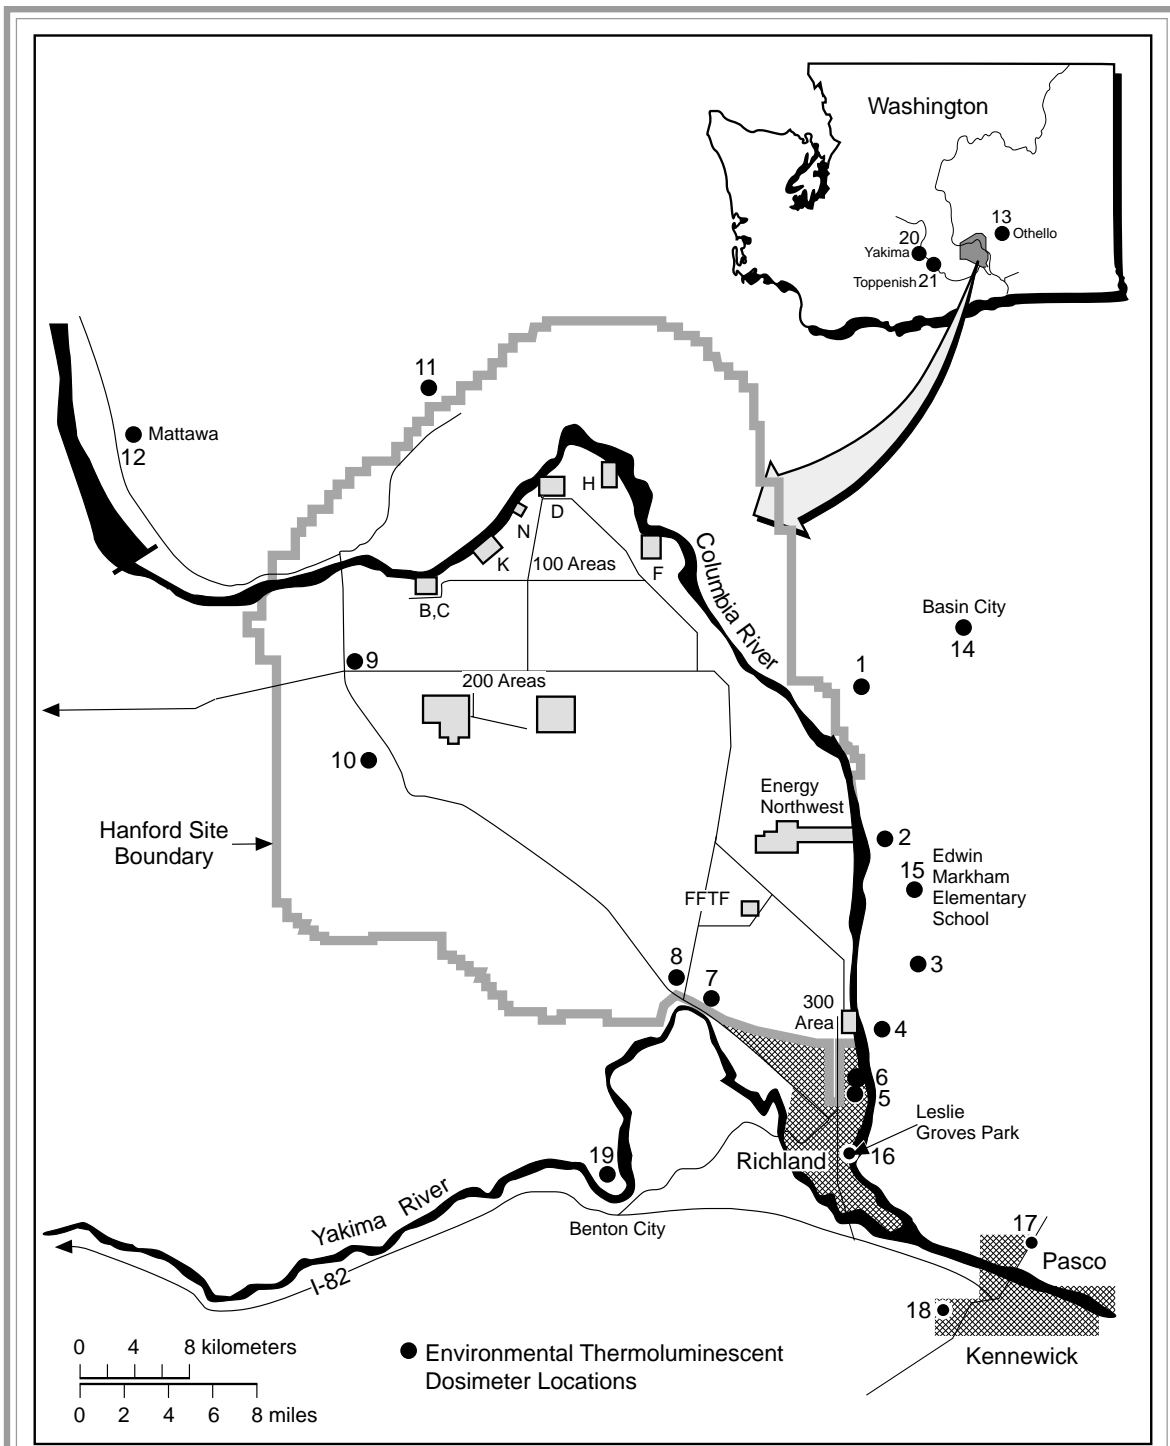 Washington
13
Othello
20
Yakima
Toppenish 21
11
Mattawa
12
H
D
N
K
F
100 Areas
B,C
Columbia River
Basin City
14
1
9
200 Areas
10
Energy
Northwest
Hanford Site
Boundary
2
15
Edwin
Markham
Elementary
School
FFTF
3
8
7
300
Area
4
6
5
Leslie
Groves Park
Richland
16
19
Yakima River
Benton City
I-82
17
Pasco
18
Kennewick
0 4 8 kilometers
0 2 4 6 8 miles
Environmental Thermoluminescent
Dosimeter Locations